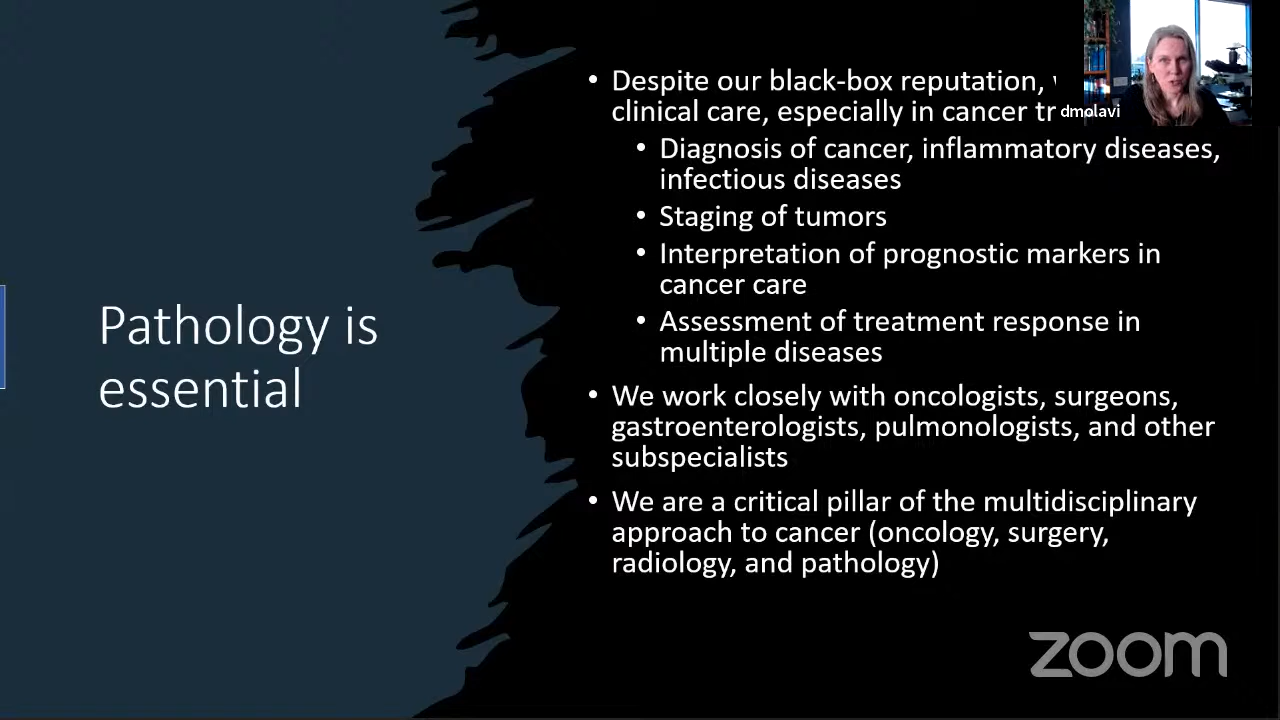 Pathology is
essential
• Despite our black-box reputation,
clinical care, especially in cancer
• Diagnosis of cancer, inflammatory diseases,
infectious diseases
• Staging of tumors
• Interpretation of prognostic markers in
cancer care
• Assessment of treatment response in
multiple diseases
• We work closely with oncologists, surgeons,
gastroenterologists, pulmonologists, and other
subspecialists
• We are a critical pillar of the multidisciplinary
approach to cancer (oncology, surgery,
radiology, and pathology)
dmolavi
zoom